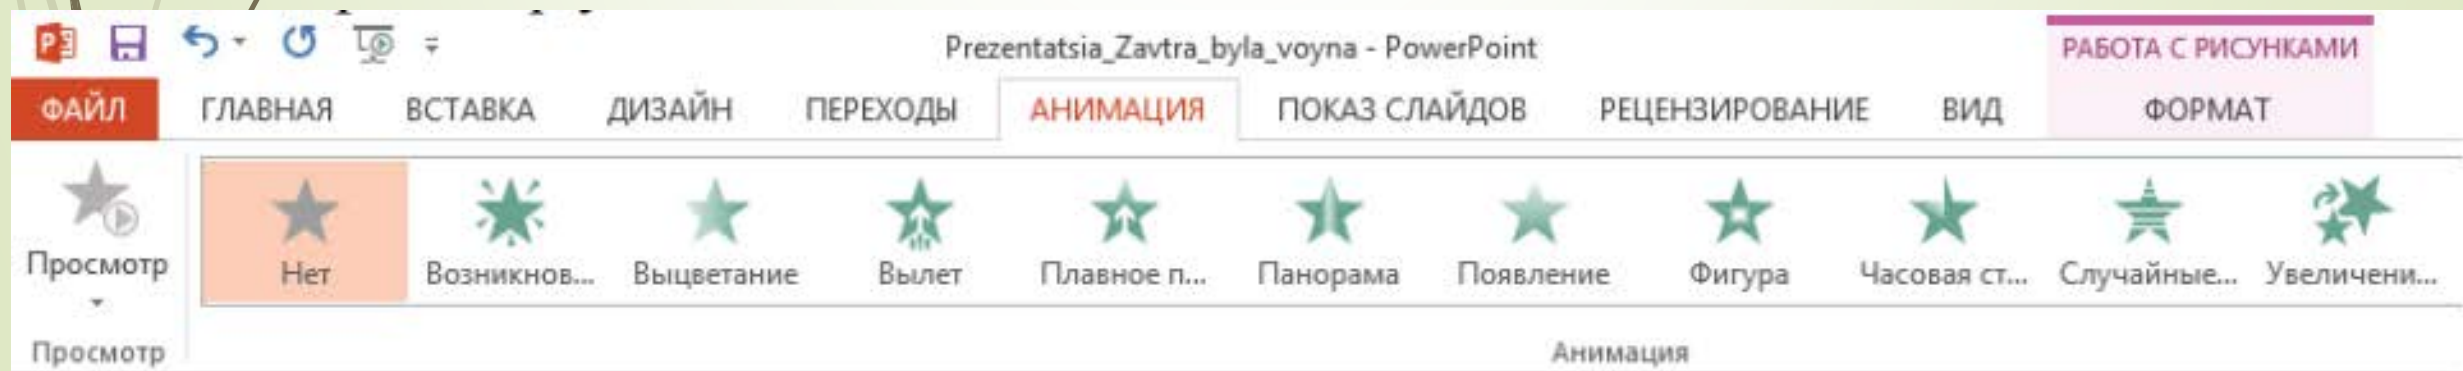 Prezentatsia_Zavtra_byla_voyna - PowerPoint
РАБОТА С РИСУНКАМИ
ФАЙЛ ГЛАВНАЯ ВСТАВКА ДИЗАЙН ПЕРЕХОДЫ АНИМАЦИЯ ПОКАЗ СЛАЙДОВ РЕЦЕНЗИРОВАНИЕ ВИД ФОРМАТ
Просмотр Нет Возникнов... Выцветание Вылет Плавное п... Панорама Появление Фигура Часовая ст... Случайные... Увеличени...
Просмотр Анимация